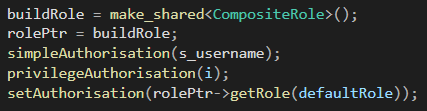 buildRole = make_shared<CompositeRole>();
rolePtr = buildRole;
simpleAuthorisation(s_username);
privilegeAuthorisation(i);
setAuthorisation(rolePtr->getRole(defaultRole));